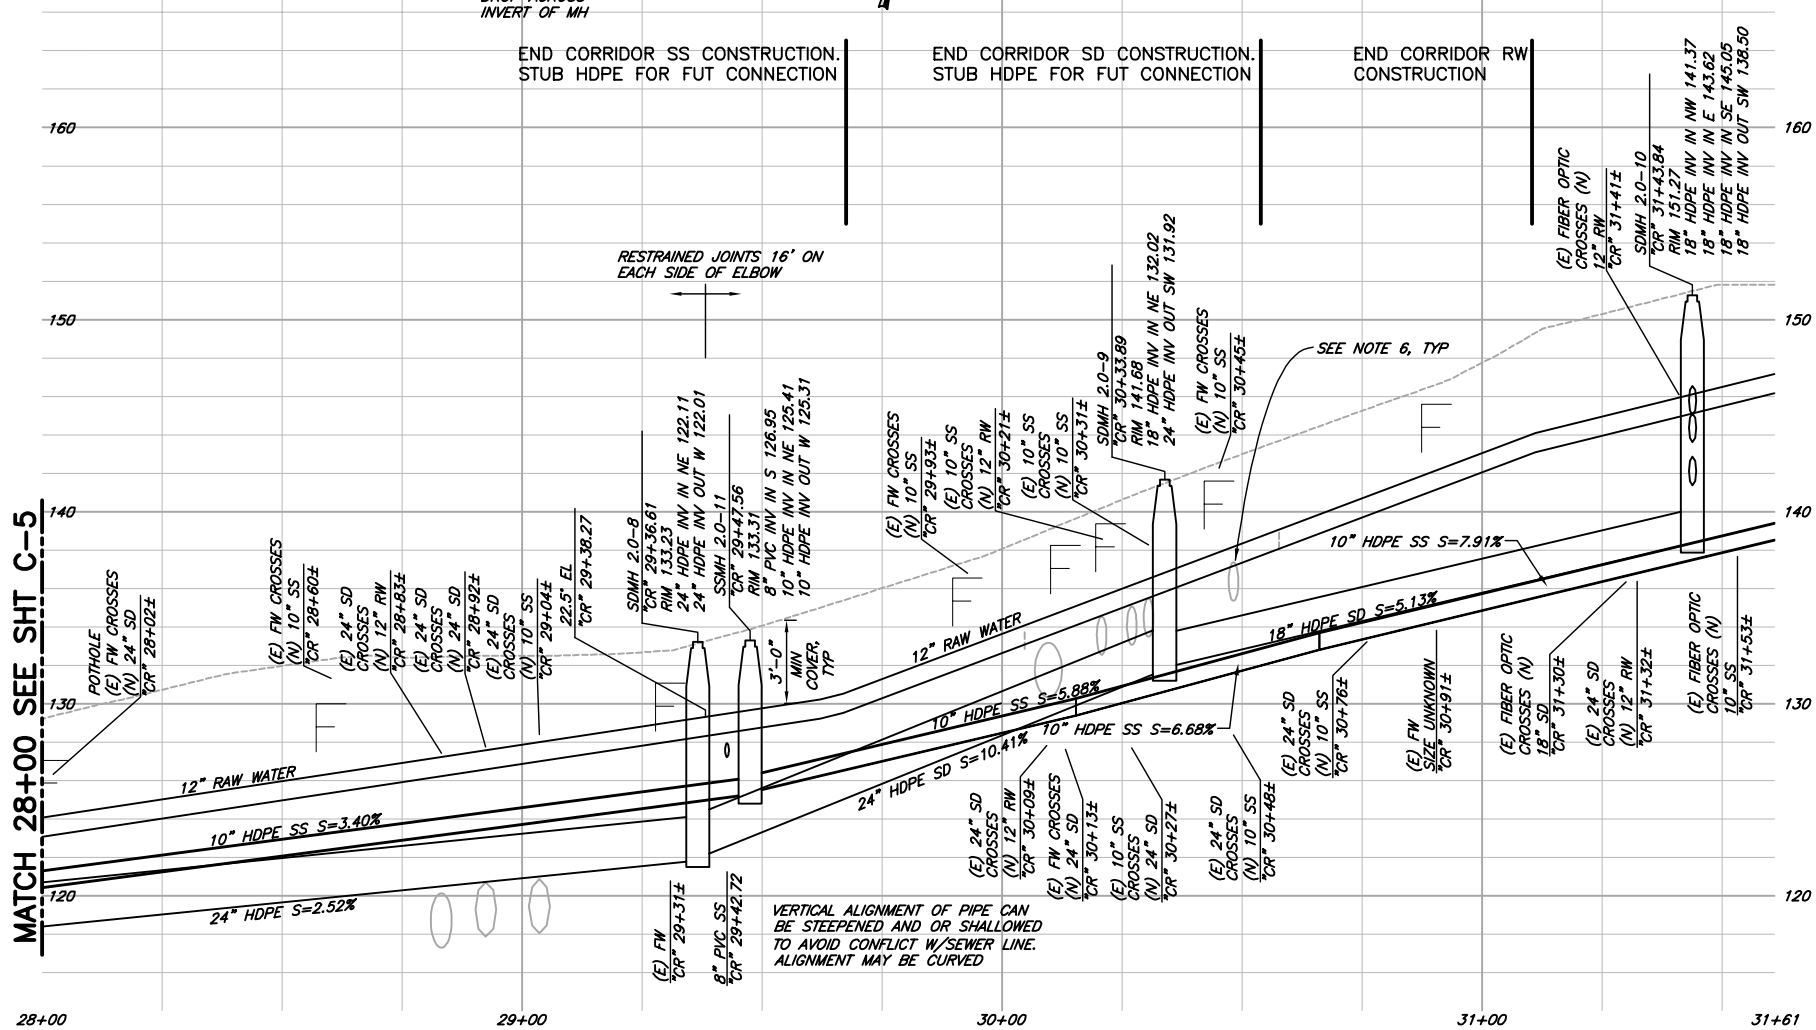 INVERT OF MH
END CORRIDOR SS CONSTRUCTION.
STUB HDPE FOR FUT CONNECTION
END CORRIDOR SD CONSTRUCTION.
STUB HDPE FOR FUT CONNECTION
END CORRIDOR RW
CONSTRUCTION
160
150
140
130
120
160
150
140
130
120
MATCH 28+00 SEE SHT C-5
RESTRAINED JOINTS 16' ON
EACH SIDE OF ELBOW
POTHOLE
(E) FW CROSSES
(N) 24" SD
"CR" 28+02±
(E) FW CROSSES
(N) 10" SS
"CR" 28+60±
(E) 24" SD
CROSSES
(N) 12" RW
"CR" 28+83±
(E) 24" SD
CROSSES
(N) 24" SD
"CR" 28+92±
(E) 24" SD
CROSSES
(N) 10" SS
"CR" 29+04±
22.5° EL
"CR" 29+38.27
SDMH 2.0-8
"CR" 29+36.61
RIM 133.23
24" HDPE INV IN NE 122.11
24" HDPE INV OUT W 122.01
SSMH 2.0-11
"CR" 29+47.56
RIM 133.31
8" PVC INV IN S 126.95
10" HDPE INV IN NE 125.41
10" HDPE INV OUT W 125.31
3'-0"
MIN
COVER,
TYP
(E) FW CROSSES
(N) 10" SS
"CR" 29+93±
(E) 10" SS
CROSSES
(N) 12" RW
"CR" 30+21±
(E) 10" SS
CROSSES
(N) 10" SS
"CR" 30+31±
SDMH 2.0-9
"CR" 30+33.89
RIM 141.68
18" HDPE INV IN NE 132.02
24" HDPE INV OUT SW 131.92
(E) FW CROSSES
(N) 10" SS
"CR" 30+45±
SEE NOTE 6, TYP
(E) FIBER OPTIC
CROSSES (N)
12" RW
"CR" 31+41±
SDMH 2.0-10
"CR" 31+43.84
RIM 151.27
18" HDPE INV IN NW 141.37
18" HDPE INV IN E 143.62
18" HDPE INV IN SE 145.05
18" HDPE INV OUT SW 138.50
12" RAW WATER
10" HDPE SS S=3.40%
24" HDPE S=2.52%
12" RAW WATER
10" HDPE SS S=5.88%
10" HDPE SS S=6.68%
24" HDPE SD S=10.41%
18" HDPE SD S=5.13%
10" HDPE SS S=7.91%
(E) FW
"CR" 29+31±
8" PVC SS
"CR" 29+42.72
VERTICAL ALIGNMENT OF PIPE CAN
BE STEEPENED AND OR SHALLOWED
TO AVOID CONFLICT W/SEWER LINE.
ALIGNMENT MAY BE CURVED
(E) 24" SD
CROSSES
(N) 12" RW
"CR" 30+09±
(E) FW CROSSES
(N) 24" SD
"CR" 30+13±
(E) 10" SS
CROSSES
(N) 24" SD
"CR" 30+27±
(E) 24" SD
CROSSES
(N) 10" SS
"CR" 30+48±
(E) 24" SD
CROSSES
(N) 10" SS
"CR" 30+76±
(E) FW
SIZE UNKNOWN
"CR" 30+91±
(E) FIBER OPTIC
CROSSES (N)
18" SD
"CR" 31+30±
(E) 24" SD
CROSSES
(N) 12" RW
"CR" 31+32±
(E) FIBER OPTIC
CROSSES (N)
10" SS
"CR" 31+53±
28+00
29+00
30+00
31+00
31+61